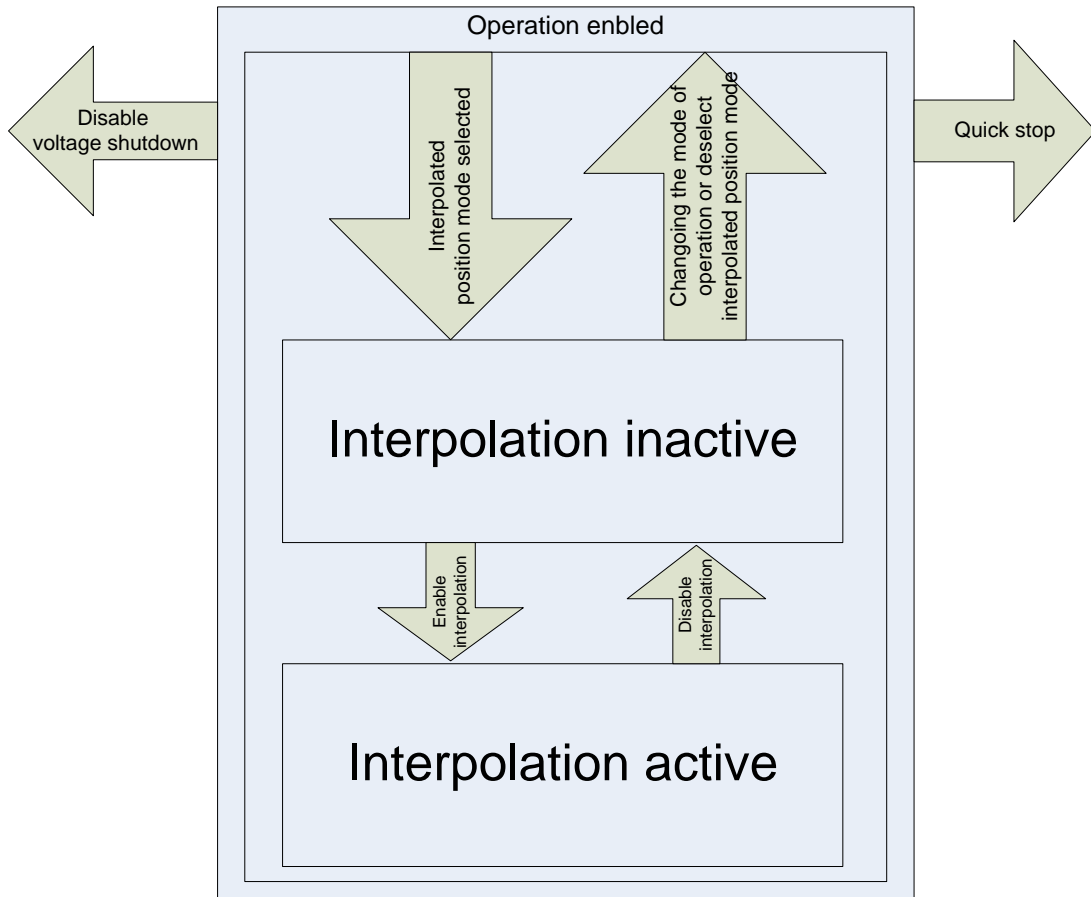 Operation enbled
Disable
voltage shutdown
Interpolated
position mode selected
Changoing the mode of
operation or deselect
interpolated position mode
Quick stop
Interpolation inactive
Enable
interpolation
Disable
interpolation
Interpolation active